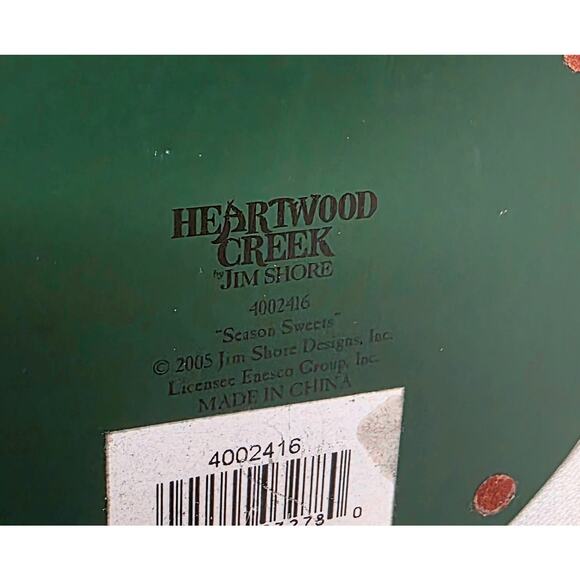 HEARTWOOD
CREEK
by JIM SHORE
4002416
"Season Sweets"
© 2005 Jim Shore Designs, Inc.
Licensee Enesco Group, Inc.
MADE IN CHINA
4002416
0